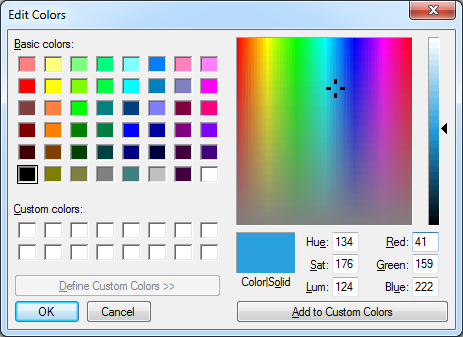 Edit Colors
Basic colors:
Custom colors:
Define Custom Colors >>
OK
Cancel
Hue: 134
Red: 41
Sat: 176
Green: 159
Color|Solid
Lum: 124
Blue: 222
Add to Custom Colors